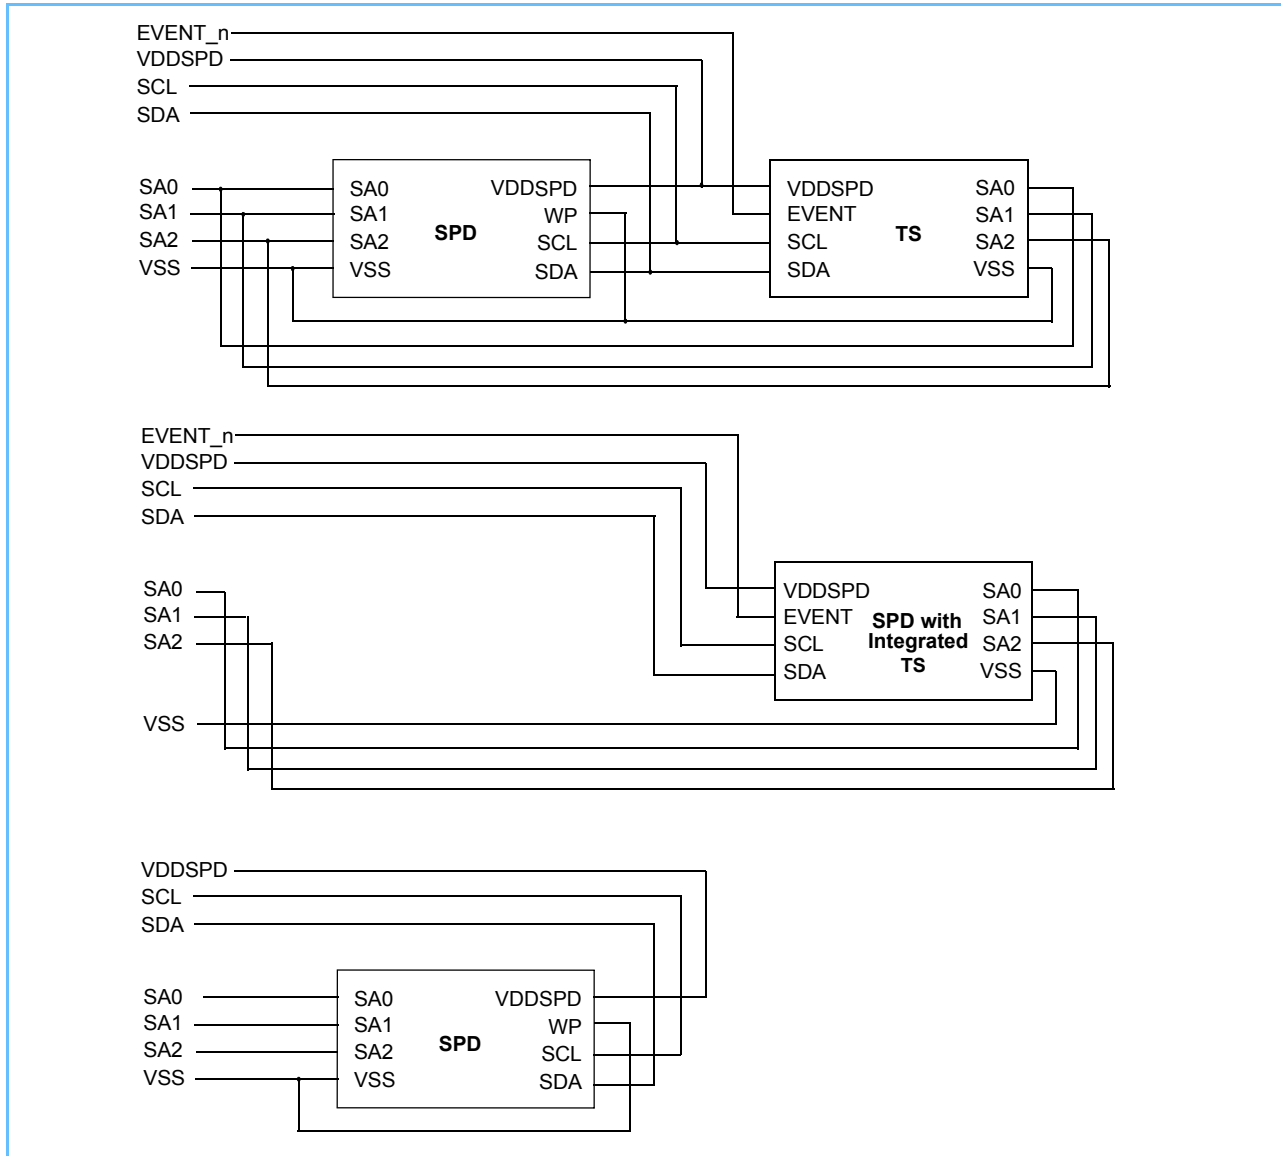 EVENT_n
VDDSPD
SCL
SDA
SA0 SA0 VDDSPD VDDSPD SA0
SA1 SA1 WP EVENT SA1
SA2 SA2 SPD SCL SCL TS SA2
VSS VSS SDA SDA VSS
EVENT_n
VDDSPD
SCL
SDA
SA0 VDDSPD SA0
SA1 EVENT SPD with SA1
SA2 SCL Integrated SA2
SDA TS VSS
VSS
VDDSPD
SCL
SDA
SA0 SA0 VDDSPD
SA1 SA1 WP
SA2 SA2 SPD SCL
VSS VSS SDA